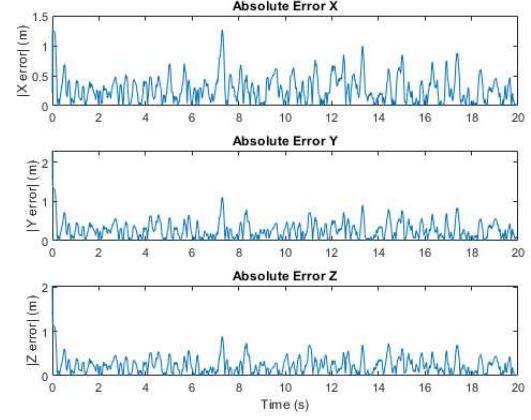 Absolute Error X
1.5
1
0.5
0
|X error| (m)
0 2 4 6 8 10 12 14 16 18 20
Absolute Error Y
2
1
0
|Y error| (m)
0 2 4 6 8 10 12 14 16 18 20
Absolute Error Z
2
1
0
|Z error| (m)
0 2 4 6 8 10 12 14 16 18 20
Time (s)